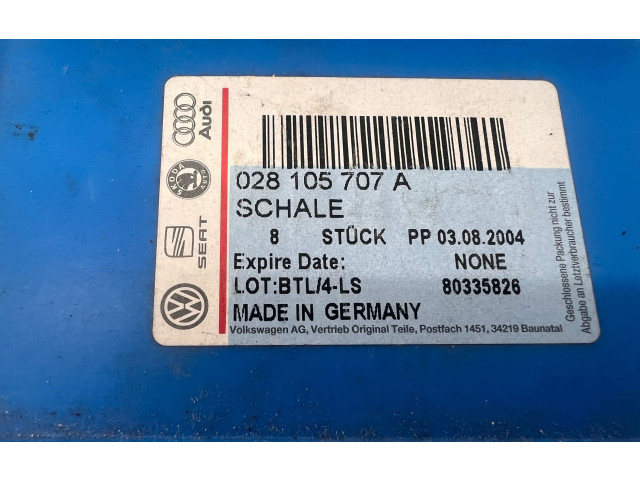 Audi
SKODA
AUTO
SEAT
028 105 707 A
SCHALE
8 STÜCK PP 03.08.2004
Expire Date: NONE
LOT:BTL/4-LS 80335826
MADE IN GERMANY
Volkswagen AG, Vertrieb Original Teile, Postfach 1451, 34219 Baunatal
Geschlossene Packung nicht zur
Abgabe an Letztverbraucher bestimmt